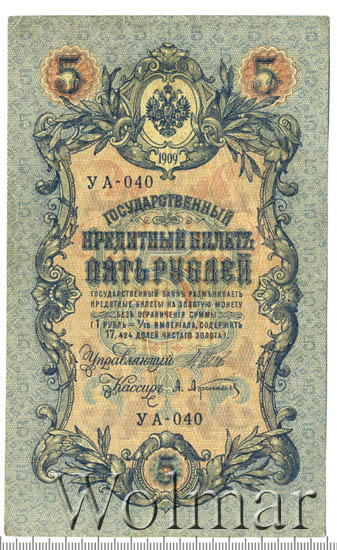 5 5
1909
УА-040
ГОСУДАРСТВЕННЫЙ
КРЕДИТНЫЙ БИЛЕТЪ
ПЯТЬ РУБЛЕЙ
ГОСУДАРСТВЕННЫЙ БАНКЪ РАЗМѢНИВАЕТЪ
КРЕДИТНЫЕ БИЛЕТЫ НА ЗОЛОТУЮ МОНЕТУ
БЕЗЪ ОГРАНИЧЕНІЯ СУММЫ
(1 РУБЛЬ = 1/15 ИМПЕРІАЛА, СОДЕРЖИТЪ
17,424 ДОЛЕЙ ЧИСТАГО ЗОЛОТА).
Управляющій
Кассиръ
УА-040
5
Wolmar